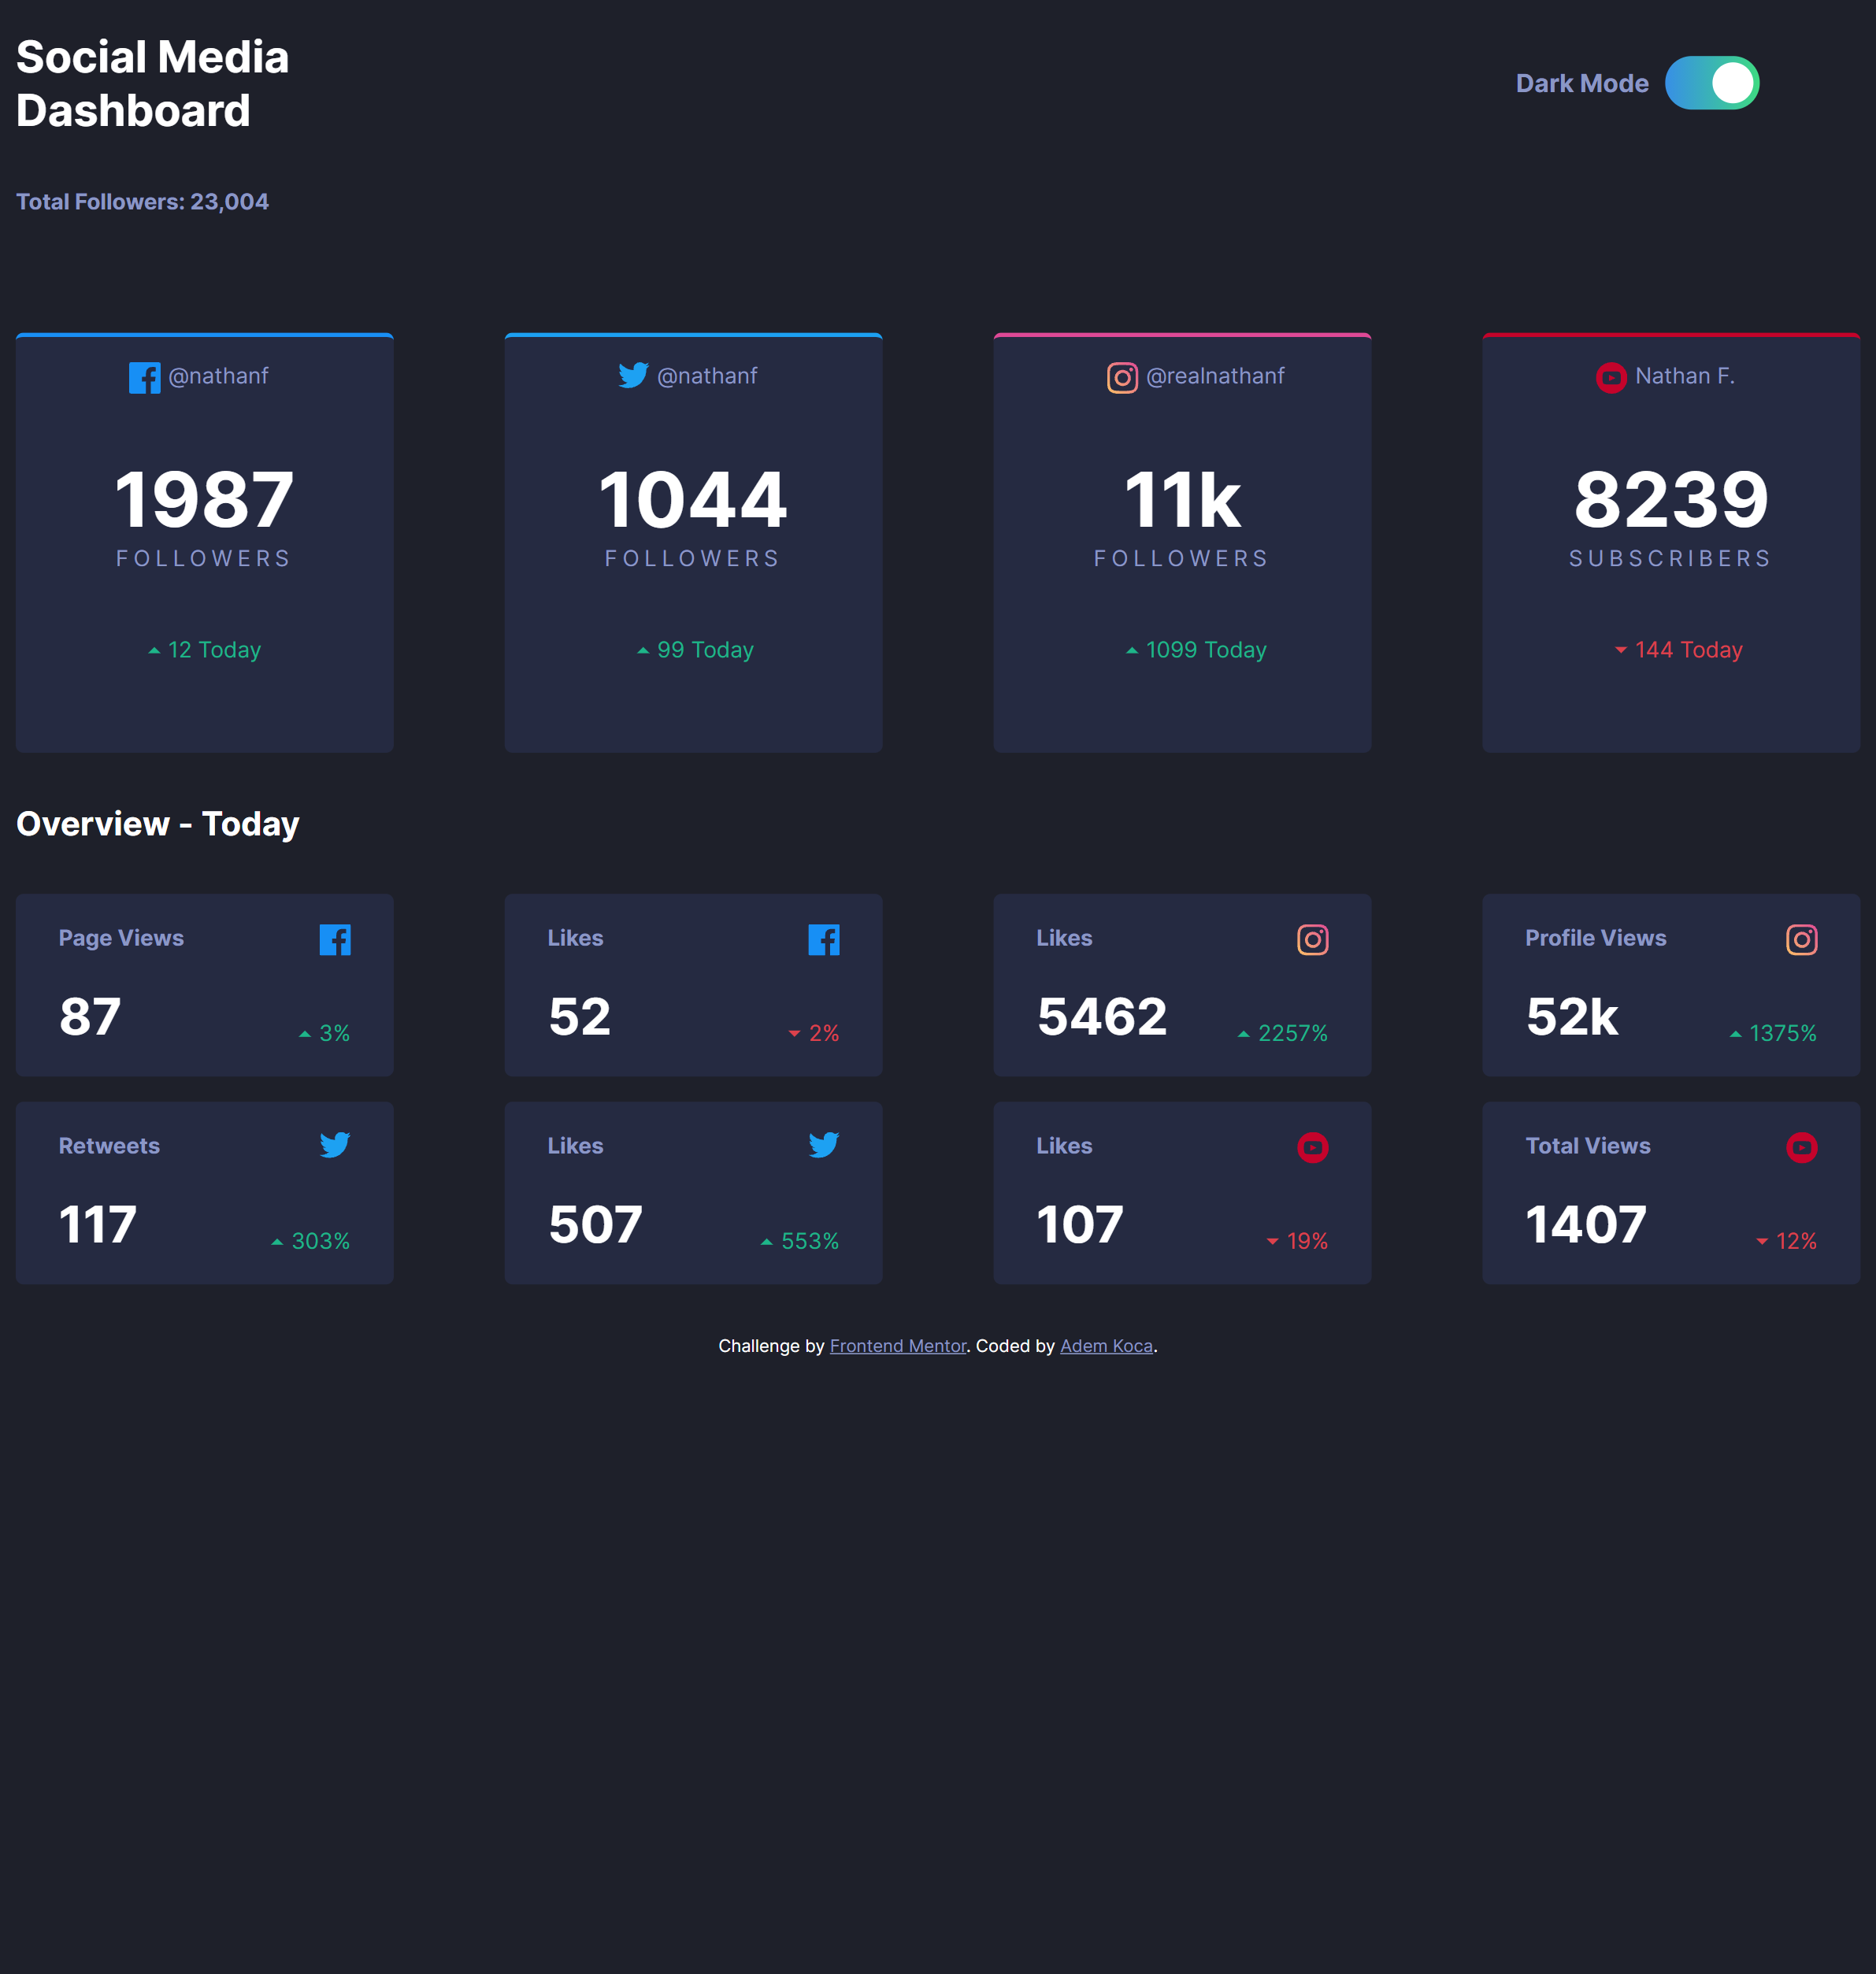 Social Media
Dashboard
Dark Mode
Total Followers: 23,004
@nathanf
1987
FOLLOWERS
12 Today
@nathanf
1044
FOLLOWERS
99 Today
@realnathanf
11k
FOLLOWERS
1099 Today
Nathan F.
8239
SUBSCRIBERS
144 Today
Overview - Today
Page Views
87
3%
Likes
52
2%
Likes
5462
2257%
Profile Views
52k
1375%
Retweets
117
303%
Likes
507
553%
Likes
107
19%
Total Views
1407
12%
Challenge by Frontend Mentor. Coded by Adem Koca.